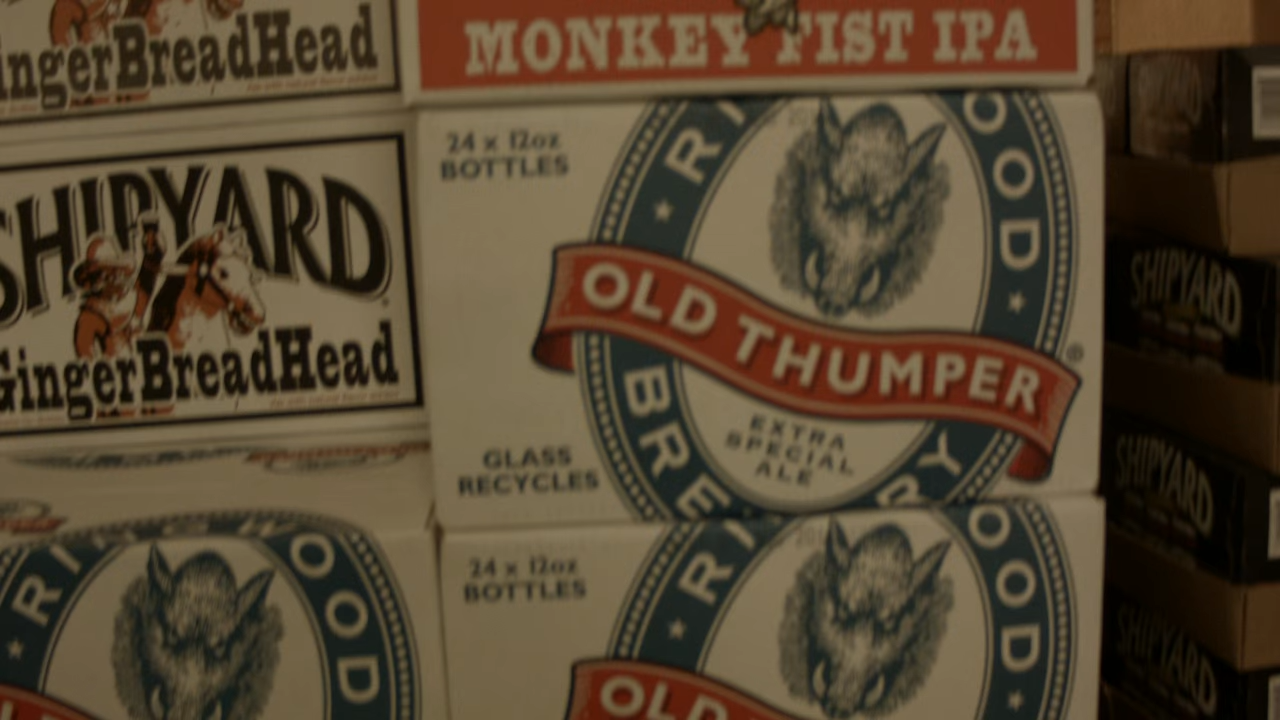 GingerBreadHead
MONKEY FIST IPA
SHIPYARD
GingerBreadHead
24 x 12oz
BOTTLES
OLD THUMPER
®
EXTRA
SPECIAL
ALE
GLASS
RECYCLES
24 x 12oz
BOTTLES
OLD
SHIPYARD
SHIPYARD
SHIPYARD